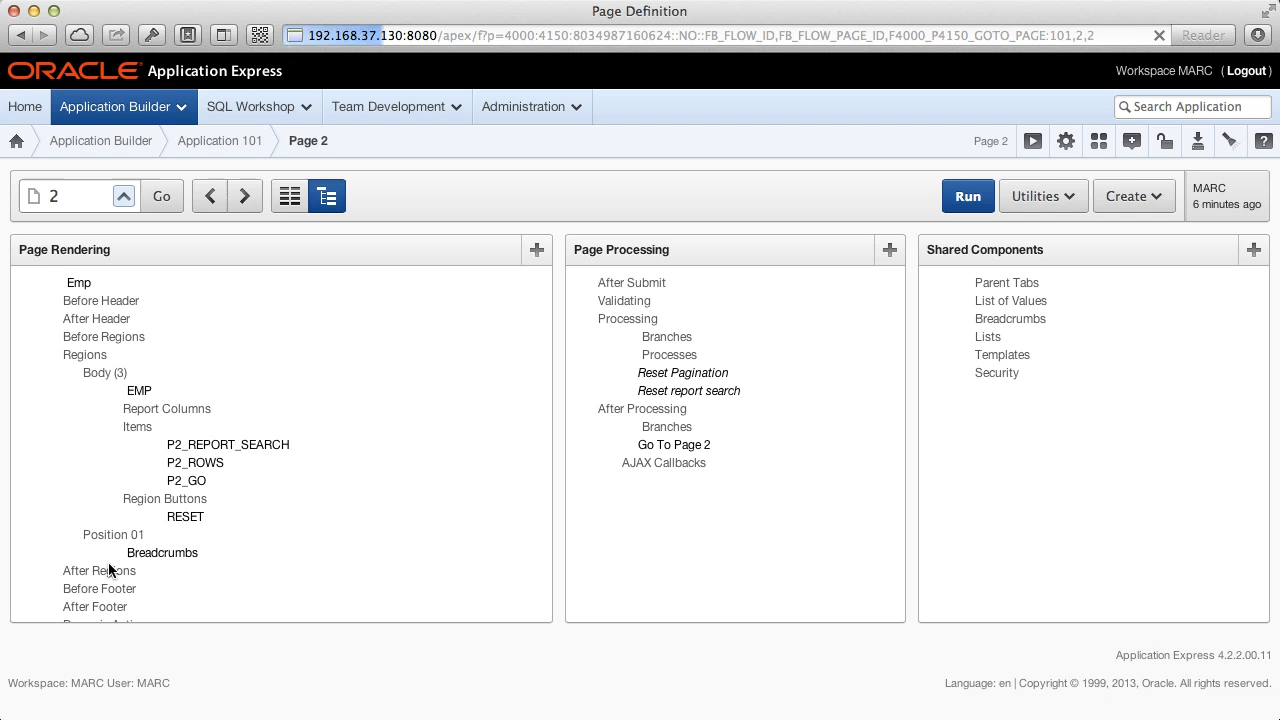 Page Definition
192.168.37.130:8080/apex/f?p=4000:4150:8034987160624::NO::FB_FLOW_ID,FB_FLOW_PAGE_ID,F4000_P4150_GOTO_PAGE:101,2,2
Reader
ORACLE Application Express
Workspace MARC ( Logout )
Home
Application Builder
SQL Workshop
Team Development
Administration
Search Application
Application Builder
Application 101
Page 2
Page 2
2
Go
Run
Utilities
Create
MARC
6 minutes ago
Page Rendering
Emp
Before Header
After Header
Before Regions
Regions
Body (3)
EMP
Report Columns
Items
P2_REPORT_SEARCH
P2_ROWS
P2_GO
Region Buttons
RESET
Position 01
Breadcrumbs
After Regions
Before Footer
After Footer
Page Processing
After Submit
Validating
Processing
Branches
Processes
Reset Pagination
Reset report search
After Processing
Branches
Go To Page 2
AJAX Callbacks
Shared Components
Parent Tabs
List of Values
Breadcrumbs
Lists
Templates
Security
Application Express 4.2.2.00.11
Workspace: MARC User: MARC
Language: en | Copyright © 1999, 2013, Oracle. All rights reserved.